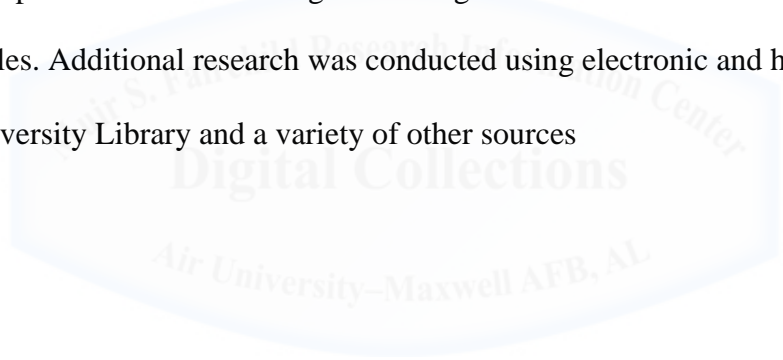 les. Additional research was conducted using electronic and h
versity Library and a variety of other sources
Muir S. Fairchild Research Information Center
Digital Collections
Air University–Maxwell AFB, AL